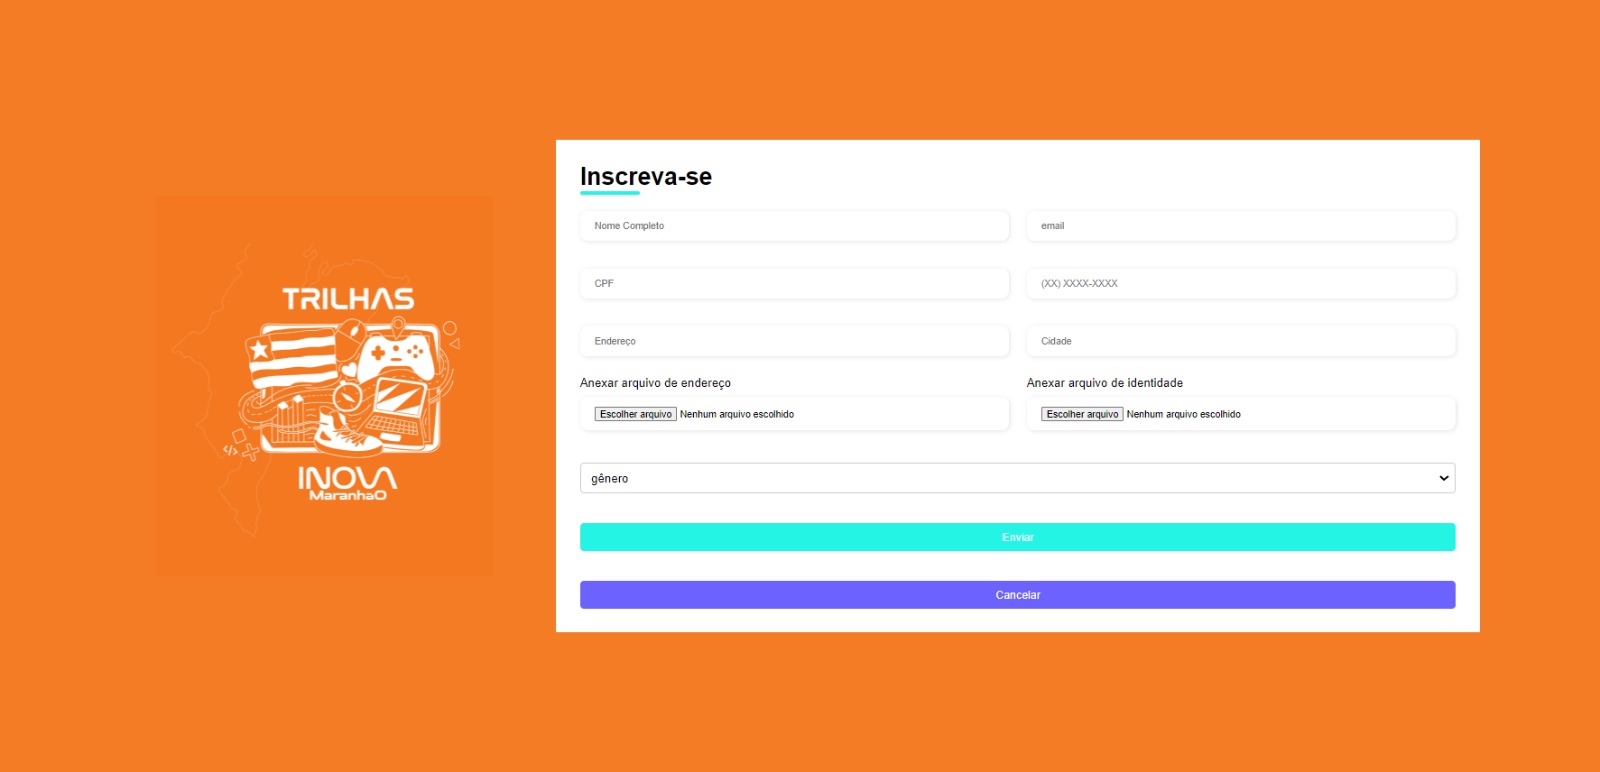 TRILHAS
INOVA
Maranhão
Inscreva-se
Nome Completo
email
CPF
(XX) XXXX-XXXX
Endereço
Cidade
Anexar arquivo de endereço
Anexar arquivo de identidade
Escolher arquivo Nenhum arquivo escolhido
Escolher arquivo Nenhum arquivo escolhido
gênero
Enviar
Cancelar